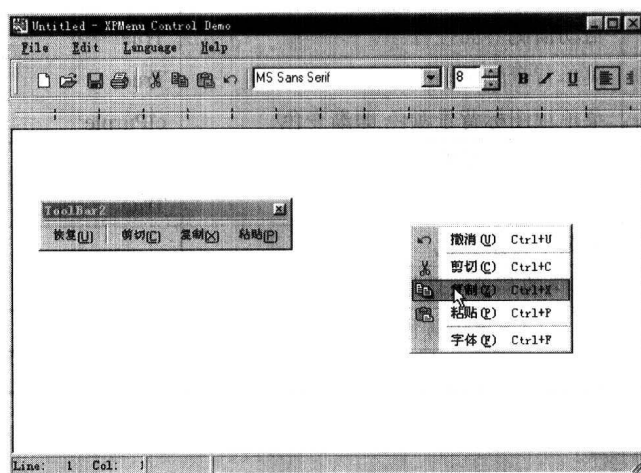 Untitled - XPMenu Control Demo
File Edit Language Help
MS Sans Serif 8 B U
ToolBar2
恢复(U) 剪切(C) 复制(X) 粘贴(P)
撤消(U) Ctrl+U
剪切(C) Ctrl+C
复制(X) Ctrl+X
粘贴(P) Ctrl+P
字体(F) Ctrl+F
Line: 1 Col: 1